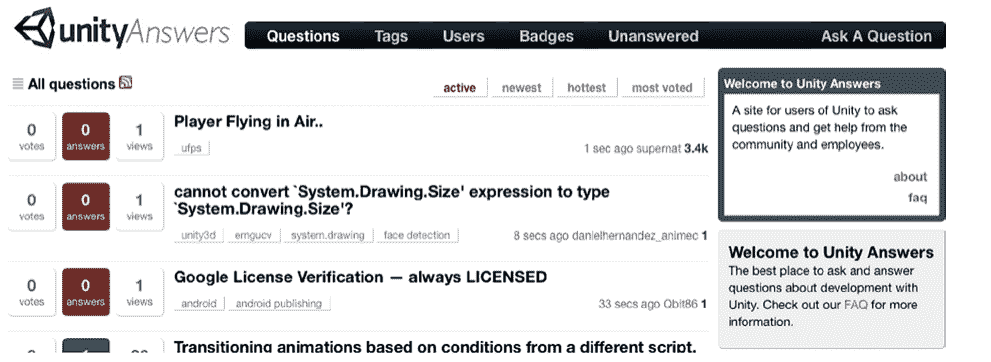 unityAnswers
Questions Tags Users Badges Unanswered Ask A Question
All questions
active newest hottest most voted
0 votes 0 answers 1 views
Player Flying in Air..
ufps
1 sec ago supernat 3.4k
0 votes 0 answers 1 views
cannot convert `System.Drawing.Size' expression to type
`System.Drawing.Size'?
unity3d emgucv system.drawing face detection
8 secs ago danielhernandez_animec 1
0 votes 0 answers 1 views
Google License Verification — always LICENSED
android android publishing
33 secs ago Qbit86 1
Transitioning animations based on conditions from a different script.
Welcome to Unity Answers
A site for users of Unity to ask
questions and get help from the
community and employees.
about
faq
Welcome to Unity Answers
The best place to ask and answer
questions about development with
Unity. Check out our FAQ for more
information.